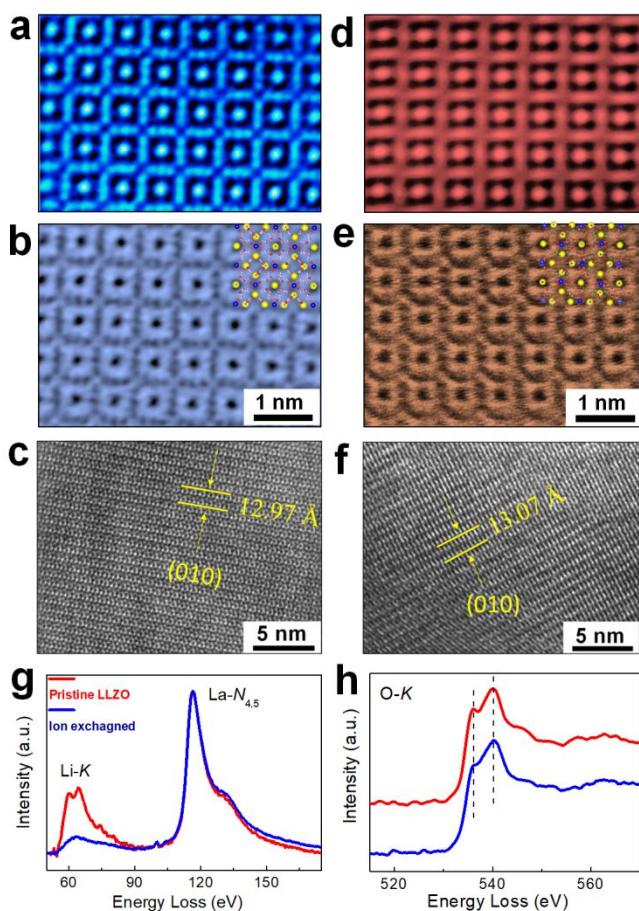 a
d
b
1 nm
e
1 nm
c
12.97 Å
(010)
5 nm
f
13.07 Å
(010)
5 nm
g
Pristine LLZO
Ion exchagned
Li-K
La-N4,5
Intensity (a.u.)
60 90 120 150
Energy Loss (eV)
h
O-K
Intensity (a.u.)
520 540 560
Energy Loss (eV)